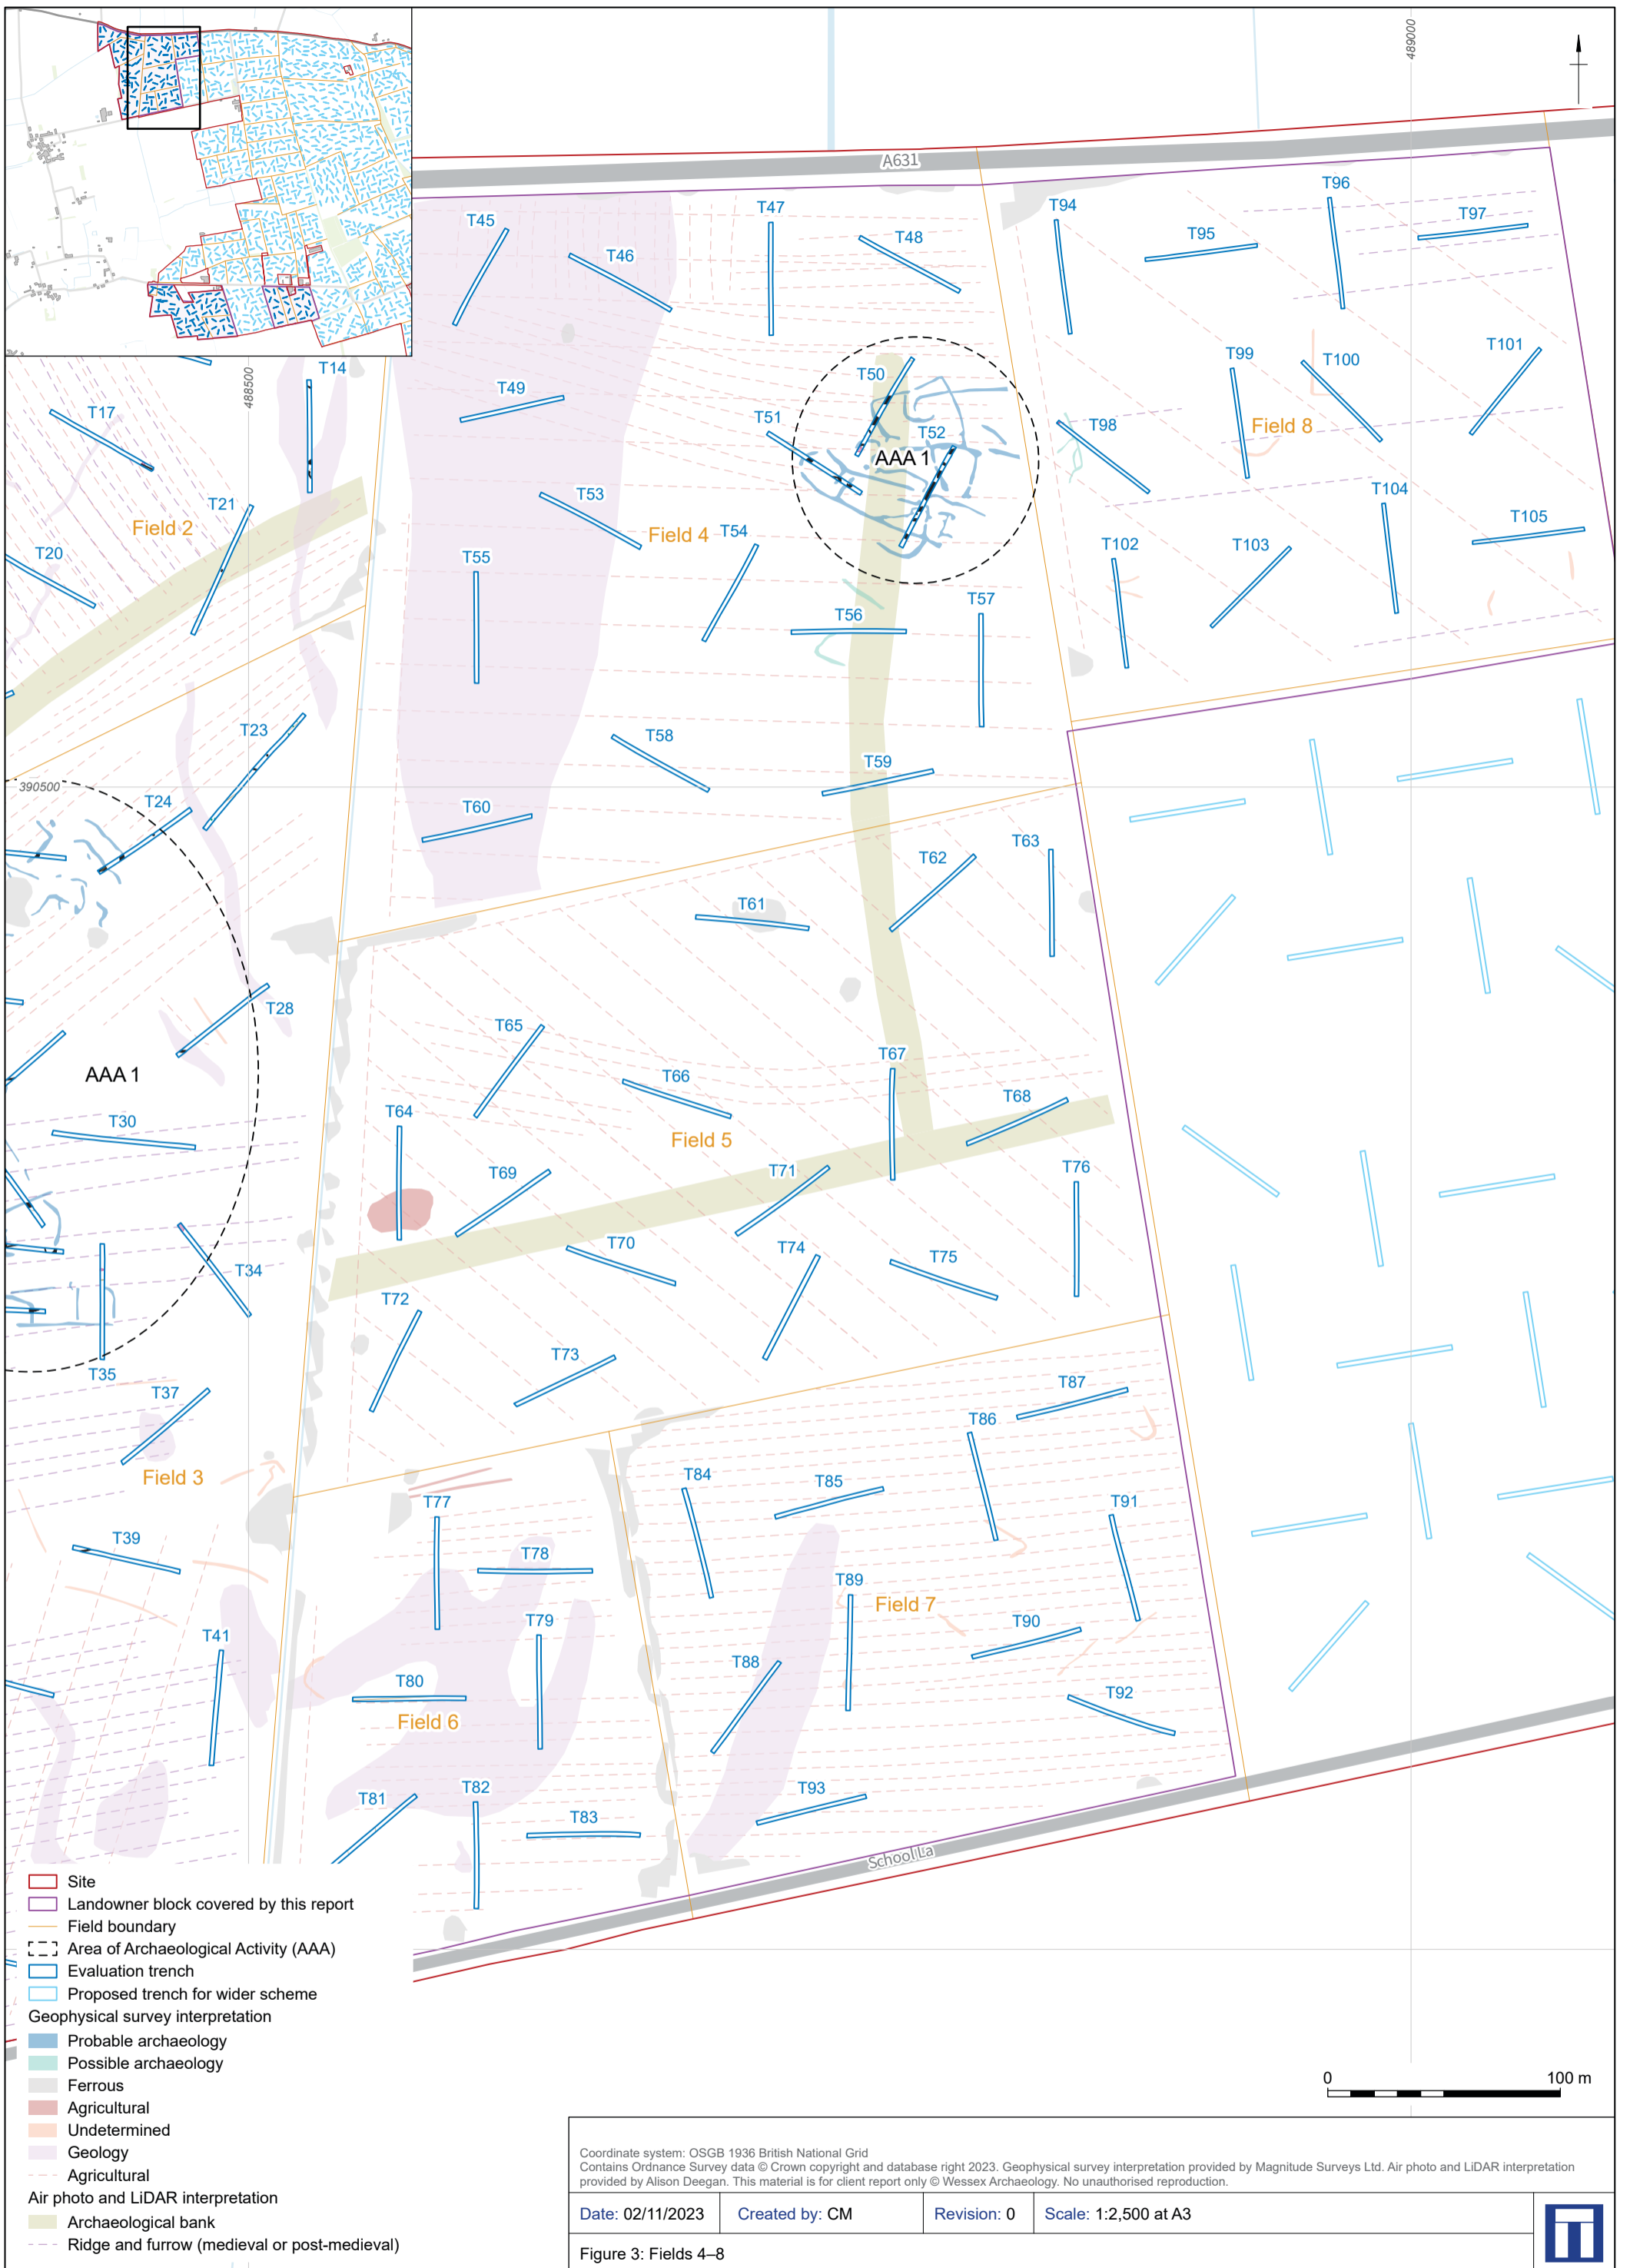 489000
A631
T45
T46
T47
T48
T94
T95
T96
T97
488500
T14
T17
T49
T50
T51
T52
AAA 1
T98
T99
T100
T101
Field 8
Field 2
T21
T20
T53
Field 4
T54
T55
T56
T57
T102
T103
T104
T105
T23
T58
T59
390500
T24
T60
T61
T62
T63
T28
AAA 1
T65
T66
T67
T68
T64
Field 5
T30
T69
T71
T76
T34
T70
T74
T75
T72
T35
T73
T37
T87
T86
Field 3
T84
T85
T77
T91
T39
T78
T89
Field 7
T79
T90
T41
T88
T80
T92
Field 6
T81
T82
T83
T93
School La
Site
Landowner block covered by this report
Field boundary
Area of Archaeological Activity (AAA)
Evaluation trench
Proposed trench for wider scheme
Geophysical survey interpretation
Probable archaeology
Possible archaeology
Ferrous
Agricultural
Undetermined
Geology
Agricultural
Air photo and LiDAR interpretation
Archaeological bank
Ridge and furrow (medieval or post-medieval)
0 100 m
Coordinate system: OSGB 1936 British National Grid
Contains Ordnance Survey data © Crown copyright and database right 2023. Geophysical survey interpretation provided by Magnitude Surveys Ltd. Air photo and LiDAR interpretation
provided by Alison Deegan. This material is for client report only © Wessex Archaeology. No unauthorised reproduction.
Date: 02/11/2023 Created by: CM Revision: 0 Scale: 1:2,500 at A3
Figure 3: Fields 4–8